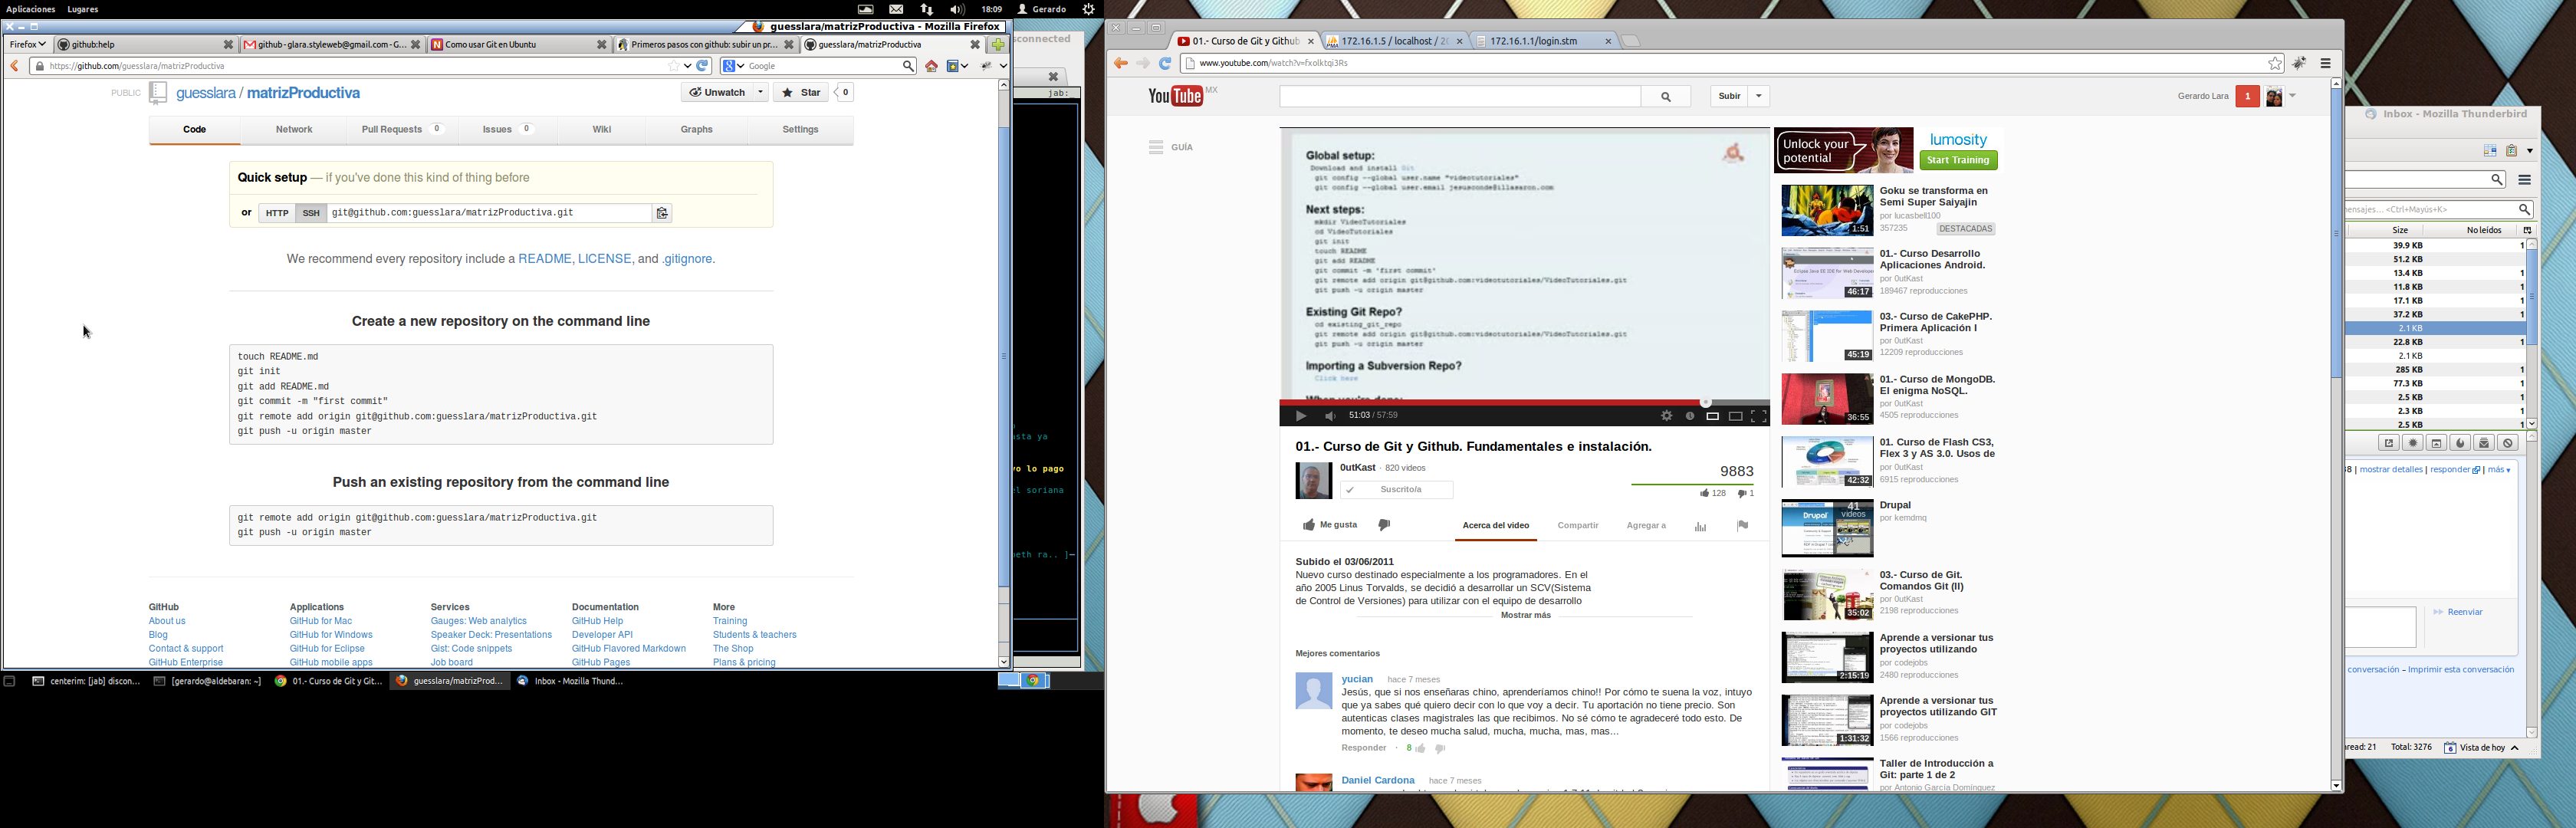 Aplicaciones Lugares
18:09 Gerardo
guesslara/matrizProductiva - Mozilla Firefox
Firefox
github:help
github - glara.styleweb@gmail.com - G...
Como usar Git en Ubuntu
Primeros pasos con github: subir un pr...
guesslara/matrizProductiva
https://github.com/guesslara/matrizProductiva
Google
PUBLIC
guesslara / matrizProductiva
Unwatch
Star
0
Code
Network
Pull Requests 0
Issues 0
Wiki
Graphs
Settings
Quick setup — if you've done this kind of thing before
or HTTP SSH git@github.com:guesslara/matrizProductiva.git
We recommend every repository include a README, LICENSE, and .gitignore.
Create a new repository on the command line
touch README.md
git init
git add README.md
git commit -m "first commit"
git remote add origin git@github.com:guesslara/matrizProductiva.git
git push -u origin master
Push an existing repository from the command line
git remote add origin git@github.com:guesslara/matrizProductiva.git
git push -u origin master
GitHub
About us
Blog
Contact & support
GitHub Enterprise
Applications
GitHub for Mac
GitHub for Windows
GitHub for Eclipse
GitHub mobile apps
Services
Gauges: Web analytics
Speaker Deck: Presentations
Gist: Code snippets
Job board
Documentation
GitHub Help
Developer API
GitHub Flavored Markdown
GitHub Pages
More
Training
Students & teachers
The Shop
Plans & pricing
sconnected
jab:
sta ya
o lo pago
el soriana
eth ra.. ]
centerim: [jab] discon...
[gerardo@aldebaran: ~]
01.- Curso de Git y Git...
guesslara/matrizProd...
Inbox - Mozilla Thund...
01.- Curso de Git y Github
172.16.1.5 / localhost / 2
172.16.1.1/login.stm
www.youtube.com/watch?v=fxolktqi3Rs
YouTube MX
Subir
Gerardo Lara
1
GUÍA
Global setup:
Download and install Git
git config --global user.name "videotutoriales"
git config --global user.email jesusconde@illasaron.com
Next steps:
mkdir VideoTutoriales
cd VideoTutoriales
git init
touch README
git add README
git commit -m 'first commit'
git remote add origin git@github.com:videotutoriales/VideoTutoriales.git
git push -u origin master
Existing Git Repo?
cd existing_git_repo
git remote add origin git@github.com:videotutoriales/VideoTutoriales.git
git push -u origin master
Importing a Subversion Repo?
Click here
When you're done:
51:03 / 57:59
01.- Curso de Git y Github. Fundamentales e instalación.
0utKast · 820 videos
Suscrito/a
9883
128
1
Me gusta
Acerca del video
Compartir
Agregar a
Subido el 03/06/2011
Nuevo curso destinado especialmente a los programadores. En el
año 2005 Linus Torvalds, se decidió a desarrollar un SCV(Sistema
de Control de Versiones) para utilizar con el equipo de desarrollo
Mostrar más
Mejores comentarios
yucian hace 7 meses
Jesús, que si nos enseñaras chino, aprenderíamos chino!! Por cómo te suena la voz, intuyo
que ya sabes qué quiero decir con lo que voy a decir. Tu aportación no tiene precio. Son
autenticas clases magistrales las que recibimos. No sé cómo te agradeceré todo esto. De
momento, te deseo mucha salud, mucha, mucha, mas, mas...
Responder · 8
Daniel Cardona hace 7 meses
Unlock your
potential
lumosity
Start Training
1:51
Goku se transforma en
Semi Super Saiyajin
por lucasbell100
357235
DESTACADAS
46:17
01.- Curso Desarrollo
Aplicaciones Android.
por 0utKast
189467 reproducciones
45:19
03.- Curso de CakePHP.
Primera Aplicación I
por 0utKast
12209 reproducciones
36:55
01.- Curso de MongoDB.
El enigma NoSQL.
por 0utKast
4505 reproducciones
42:32
01. Curso de Flash CS3,
Flex 3 y AS 3.0. Usos de
por 0utKast
6915 reproducciones
Drupal
41
videos
Drupal
por kemdmq
35:02
03.- Curso de Git.
Comandos Git (II)
por 0utKast
2198 reproducciones
2:15:19
Aprende a versionar tus
proyectos utilizando
por codejobs
2480 reproducciones
1:31:32
Aprende a versionar tus
proyectos utilizando GIT
por codejobs
1566 reproducciones
Taller de Introducción a
Git: parte 1 de 2
por Antonio García Domínguez
Inbox - Mozilla Thunderbird
mensajes... <Ctrl+Mayús+K>
Size No leídos
39.9 KB 1
51.2 KB
13.4 KB 1
11.8 KB 1
17.1 KB 1
37.2 KB 1
2.1 KB
22.8 KB 1
2.1 KB
285 KB 1
77.3 KB 1
2.5 KB 1
2.3 KB 1
2.5 KB 1
38 | mostrar detalles | responder | más
Reenviar
conversación – Imprimir esta conversación
read: 21 Total: 3276 Vista de hoy